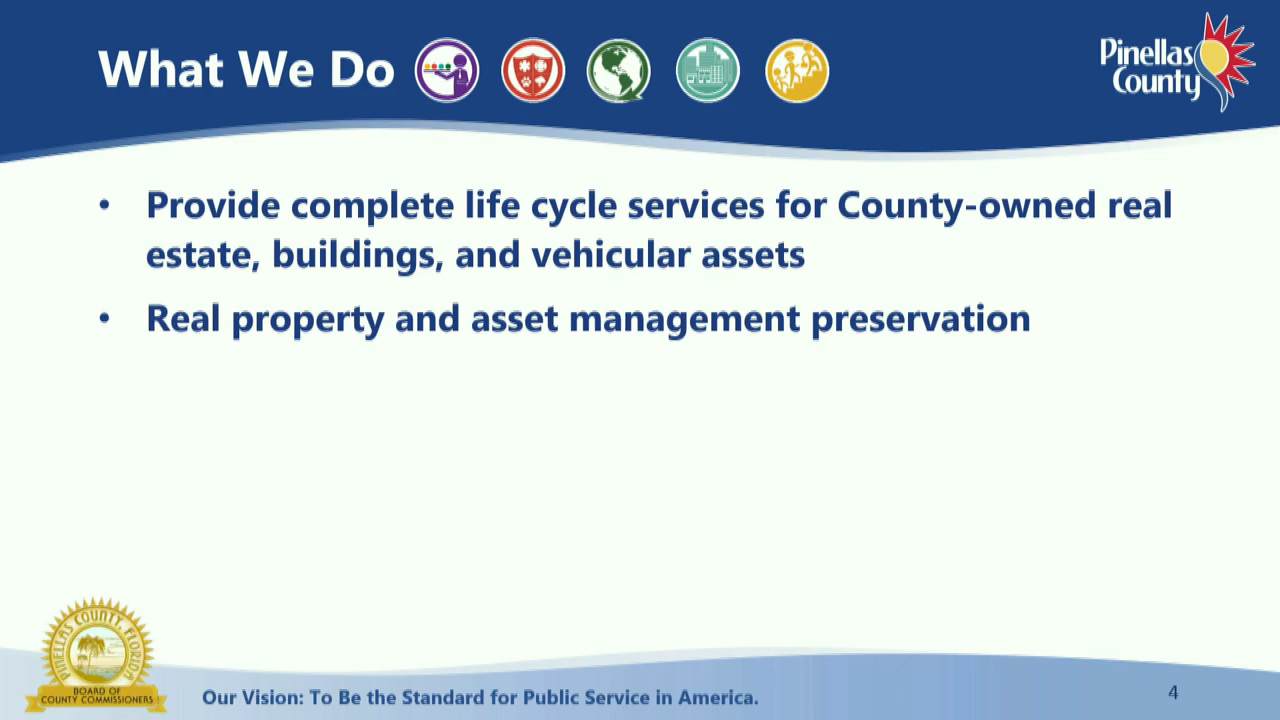 What We Do
Pinellas
County
• Provide complete life cycle services for County-owned real
estate, buildings, and vehicular assets
• Real property and asset management preservation
PINELLAS COUNTY, FLORIDA
BOARD OF
COUNTY COMMISSIONERS
Our Vision: To Be the Standard for Public Service in America.
4